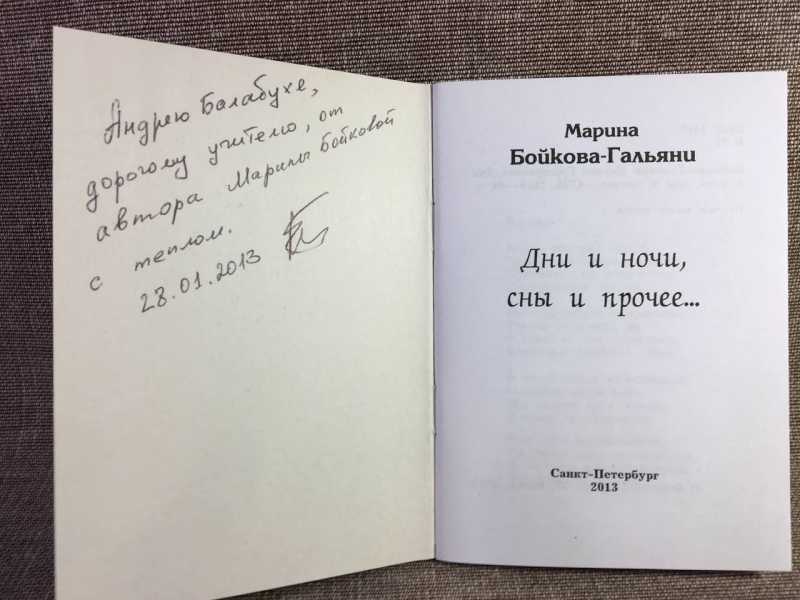 Андрею Балабухе,
дорогому учителю, от
автора Марины Бойковой
с теплом.
28.01.2013
Марина
Бойкова-Гальяни
Дни и ночи,
сны и прочее...
Санкт-Петербург
2013